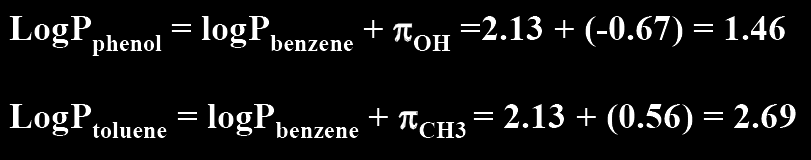 LogPphenol = logPbenzene + πOH =2.13 + (-0.67) = 1.46
LogPtoluene = logPbenzene + πCH3 = 2.13 + (0.56) = 2.69